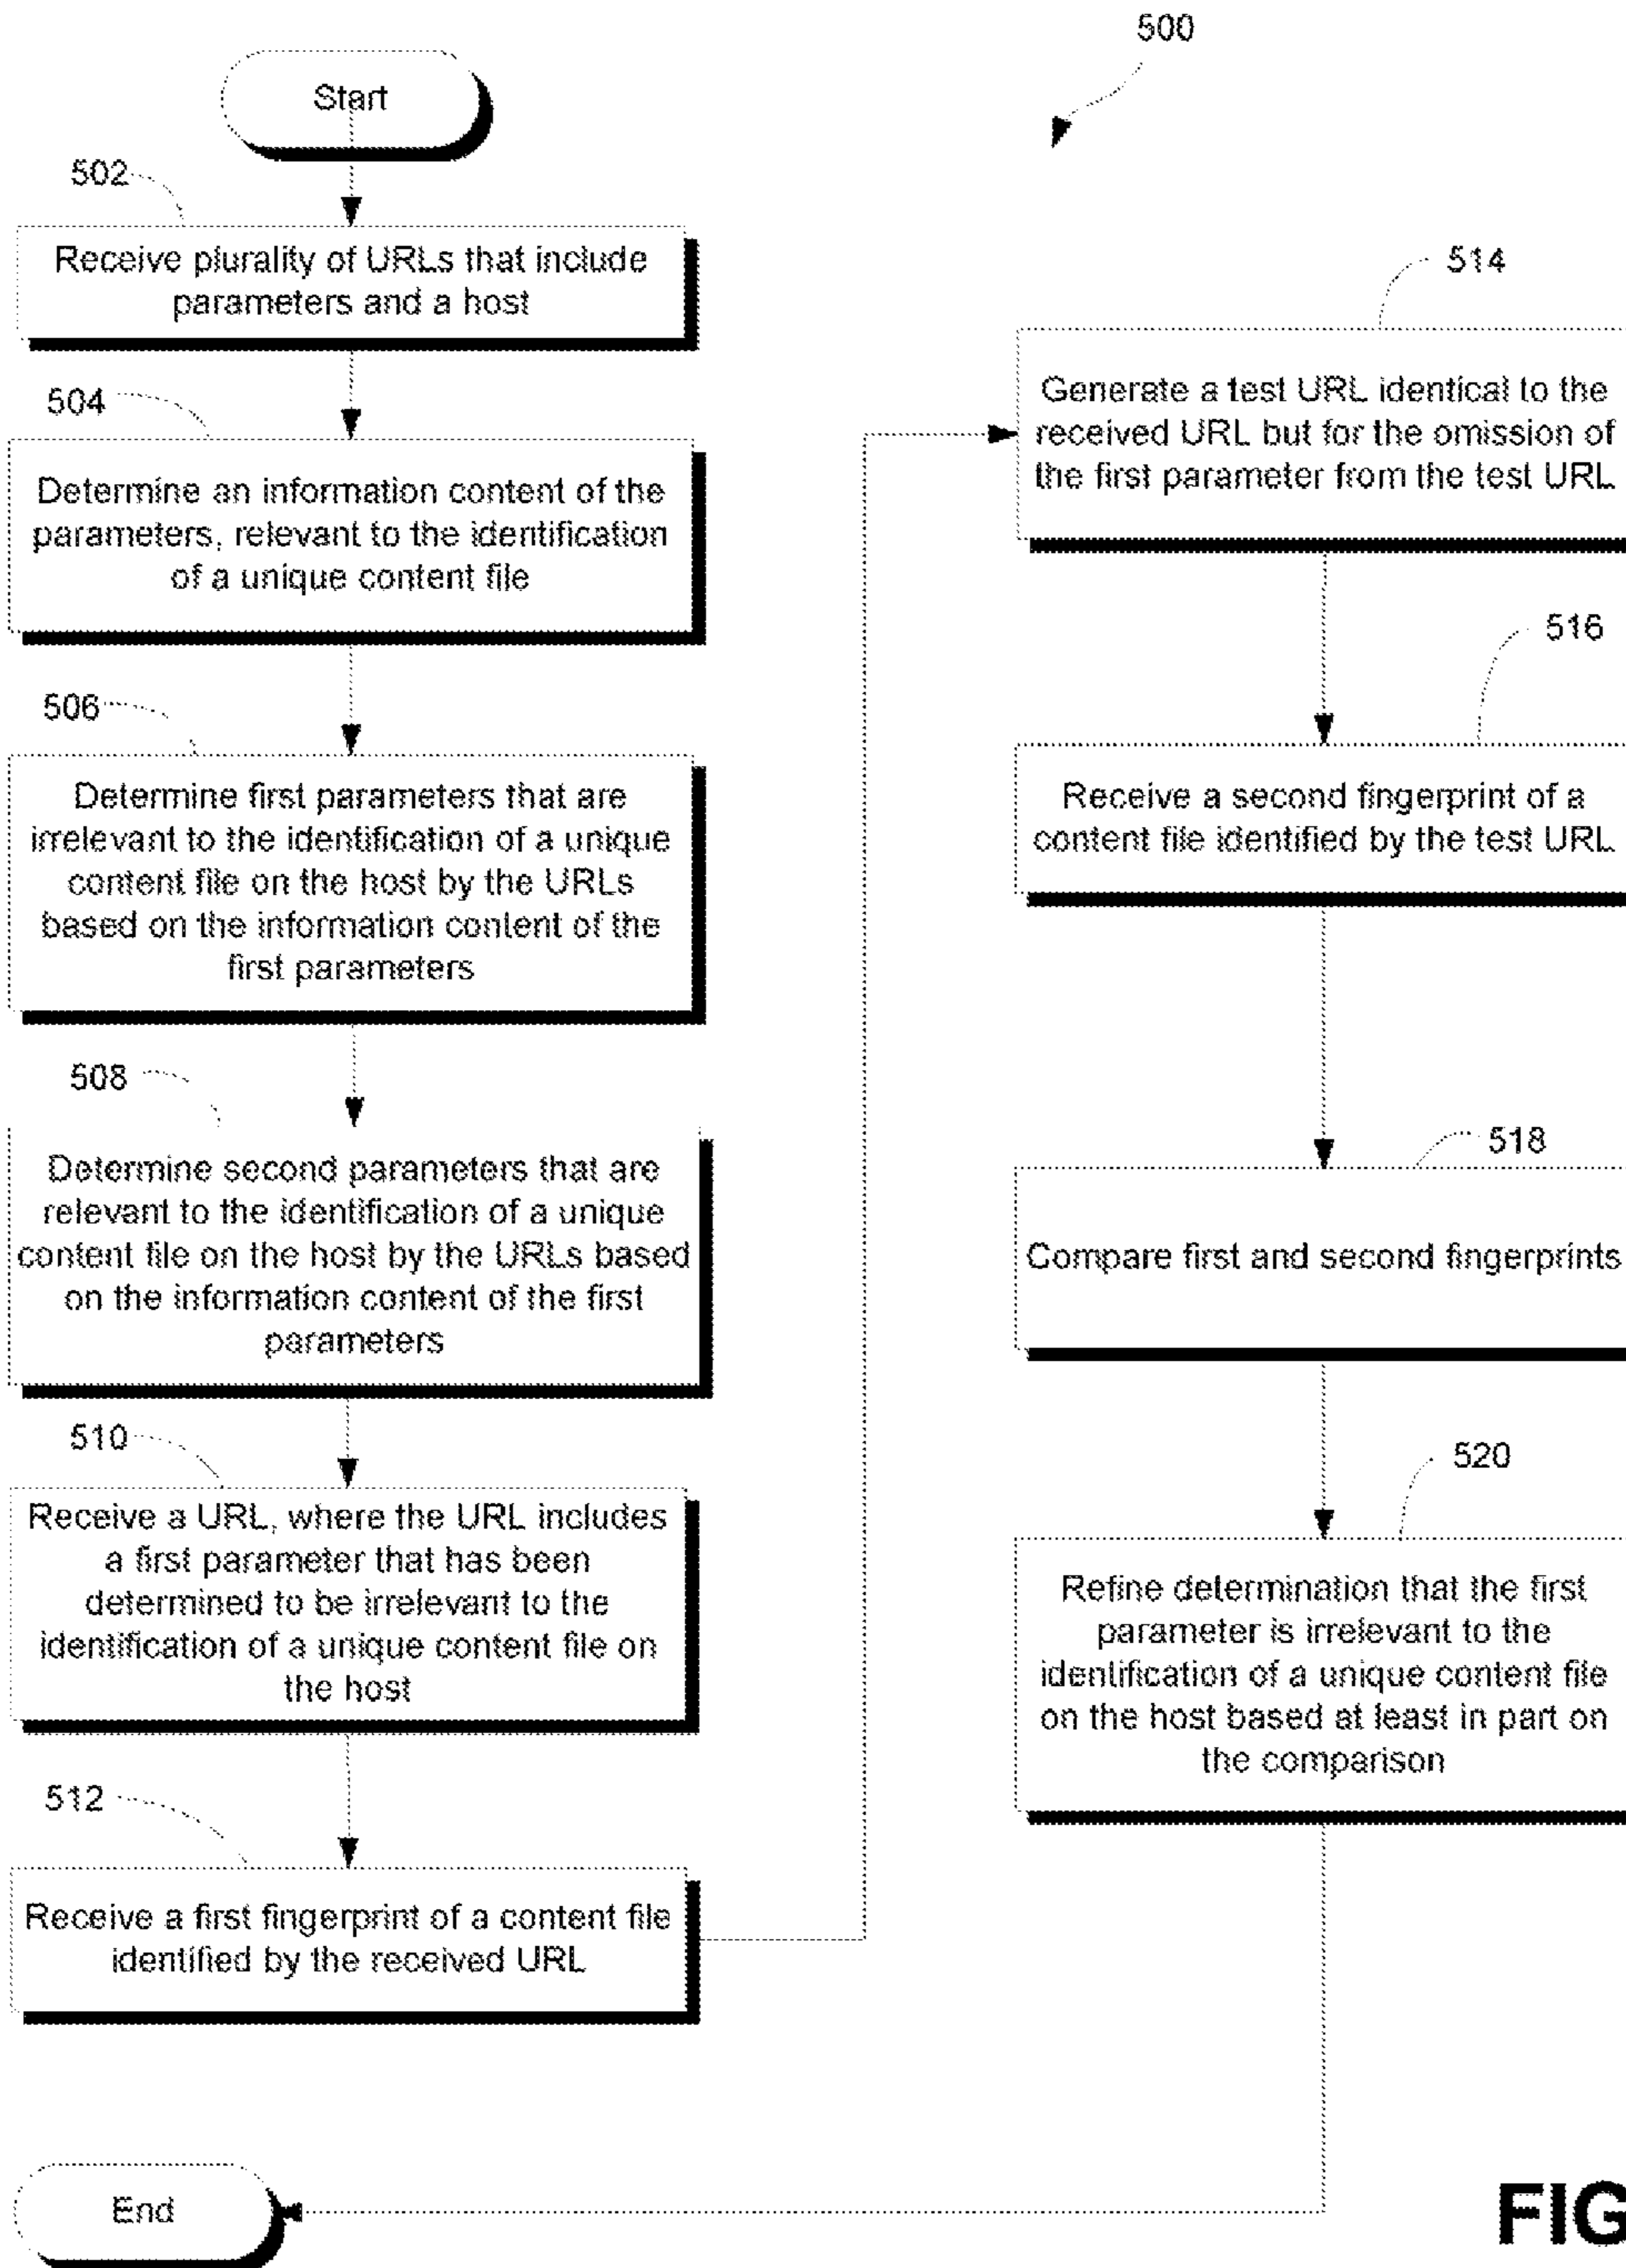 500
Start
502
Receive plurality of URLs that include
parameters and a host
504
Determine an information content of the
parameters, relevant to the identification
of a unique content file
506
Determine first parameters that are
irrelevant to the identification of a unique
content file on the host by the URLs
based on the information content of the
first parameters
508
Determine second parameters that are
relevant to the identification of a unique
content file on the host by the URLs based
on the information content of the first
parameters
510
Receive a URL, where the URL includes
a first parameter that has been
determined to be irrelevant to the
identification of a unique content file on
the host
512
Receive a first fingerprint of a content file
identified by the received URL
514
Generate a test URL identical to the
received URL but for the omission of
the first parameter from the test URL
516
Receive a second fingerprint of a
content file identified by the test URL
518
Compare first and second fingerprints
520
Refine determination that the first
parameter is irrelevant to the
identification of a unique content file
on the host based at least in part on
the comparison
End
FIG